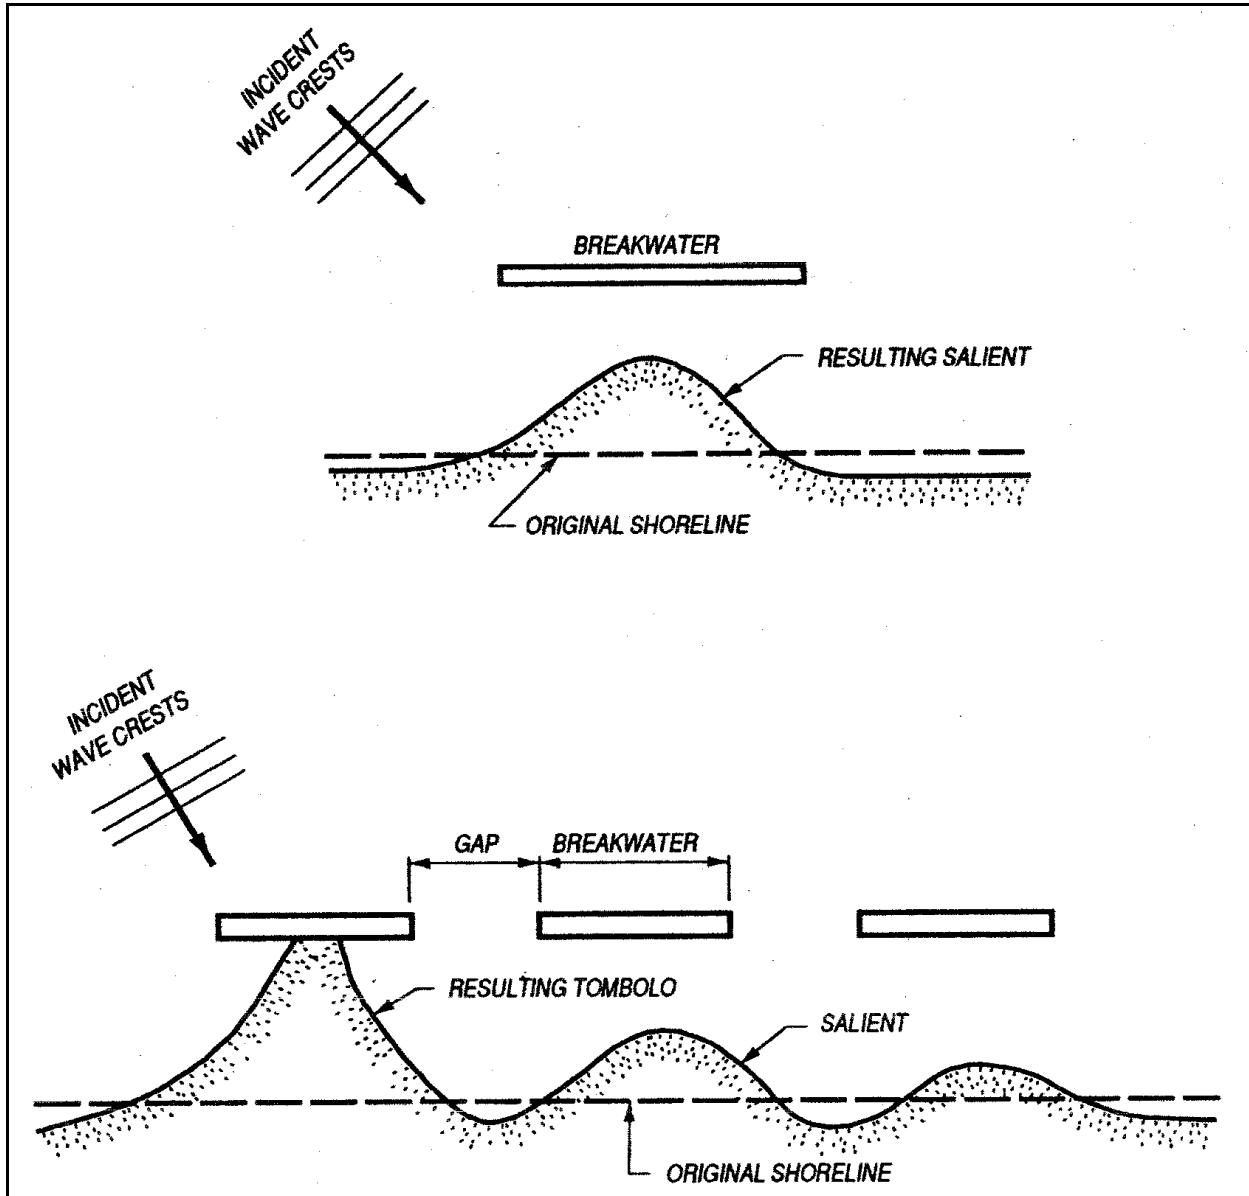 INCIDENT
WAVE CRESTS
BREAKWATER
RESULTING SALIENT
ORIGINAL SHORELINE
INCIDENT
WAVE CRESTS
GAP
BREAKWATER
RESULTING TOMBOLO
SALIENT
ORIGINAL SHORELINE